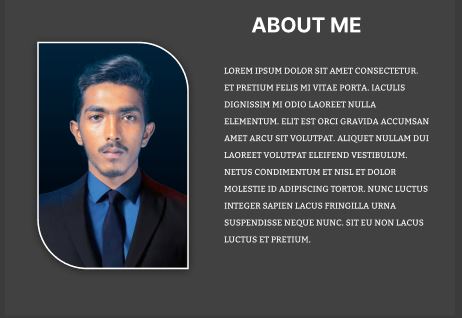 ABOUT ME
LOREM IPSUM DOLOR SIT AMET CONSECTETUR.
ET PRETIUM FELIS MI VITAE PORTA. IACULIS
DIGNISSIM MI ODIO LAOREET NULLA
ELEMENTUM. ELIT EST ORCI GRAVIDA ACCUMSAN
AMET ARCU SIT VOLUTPAT. ALIQUET NULLAM DUI
LAOREET VOLUTPAT ELEIFEND VESTIBULUM.
NETUS CONDIMENTUM ET NISL ET DOLOR
MOLESTIE ID ADIPISCING TORTOR. NUNC LUCTUS
INTEGER SAPIEN LACUS FRINGILLA URNA
SUSPENDISSE NEQUE NUNC. SIT EU NON LACUS
LUCTUS ET PRETIUM.